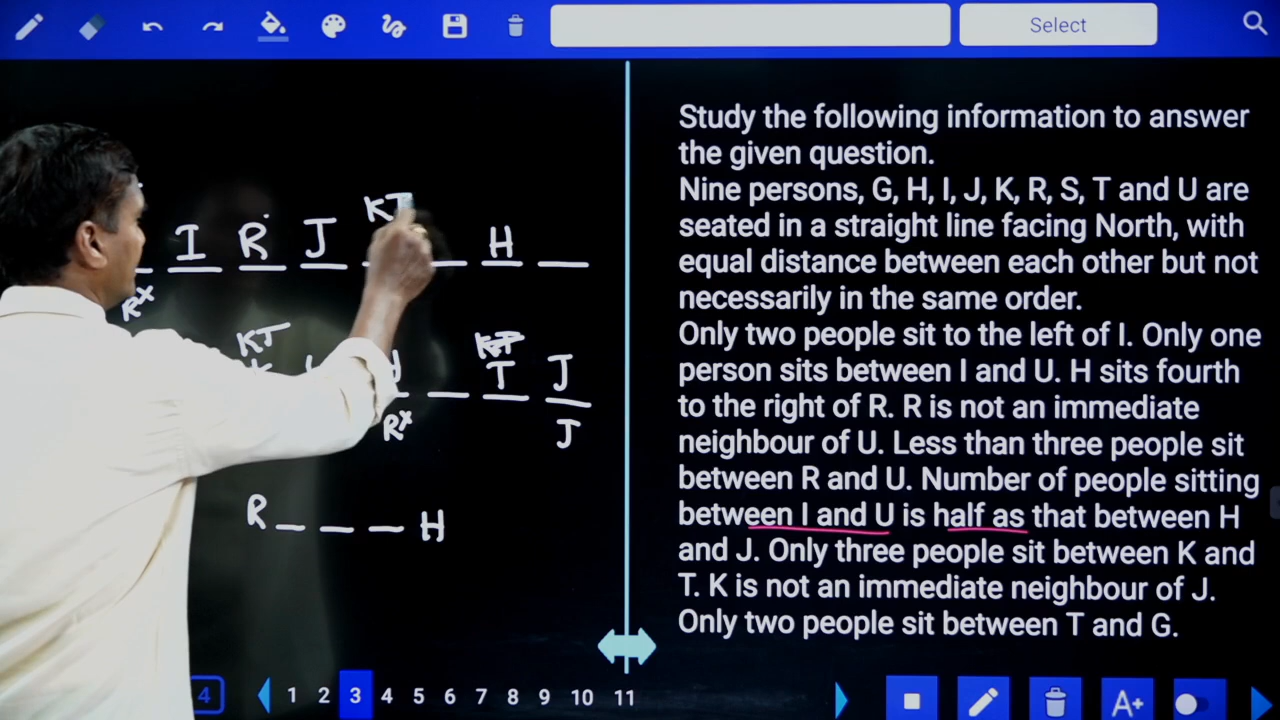 Select
Study the following information to answer
the given question.
Nine persons, G, H, I, J, K, R, S, T and U are
seated in a straight line facing North, with
equal distance between each other but not
necessarily in the same order.
Only two people sit to the left of I. Only one
person sits between I and U. H sits fourth
to the right of R. R is not an immediate
neighbour of U. Less than three people sit
between R and U. Number of people sitting
between I and U is half as that between H
and J. Only three people sit between K and
T. K is not an immediate neighbour of J.
Only two people sit between T and G.
KT
I R J H
R×
KT
T J
R× J
R _ _ _ H
4 1 2 3 4 5 6 7 8 9 10 11 A+